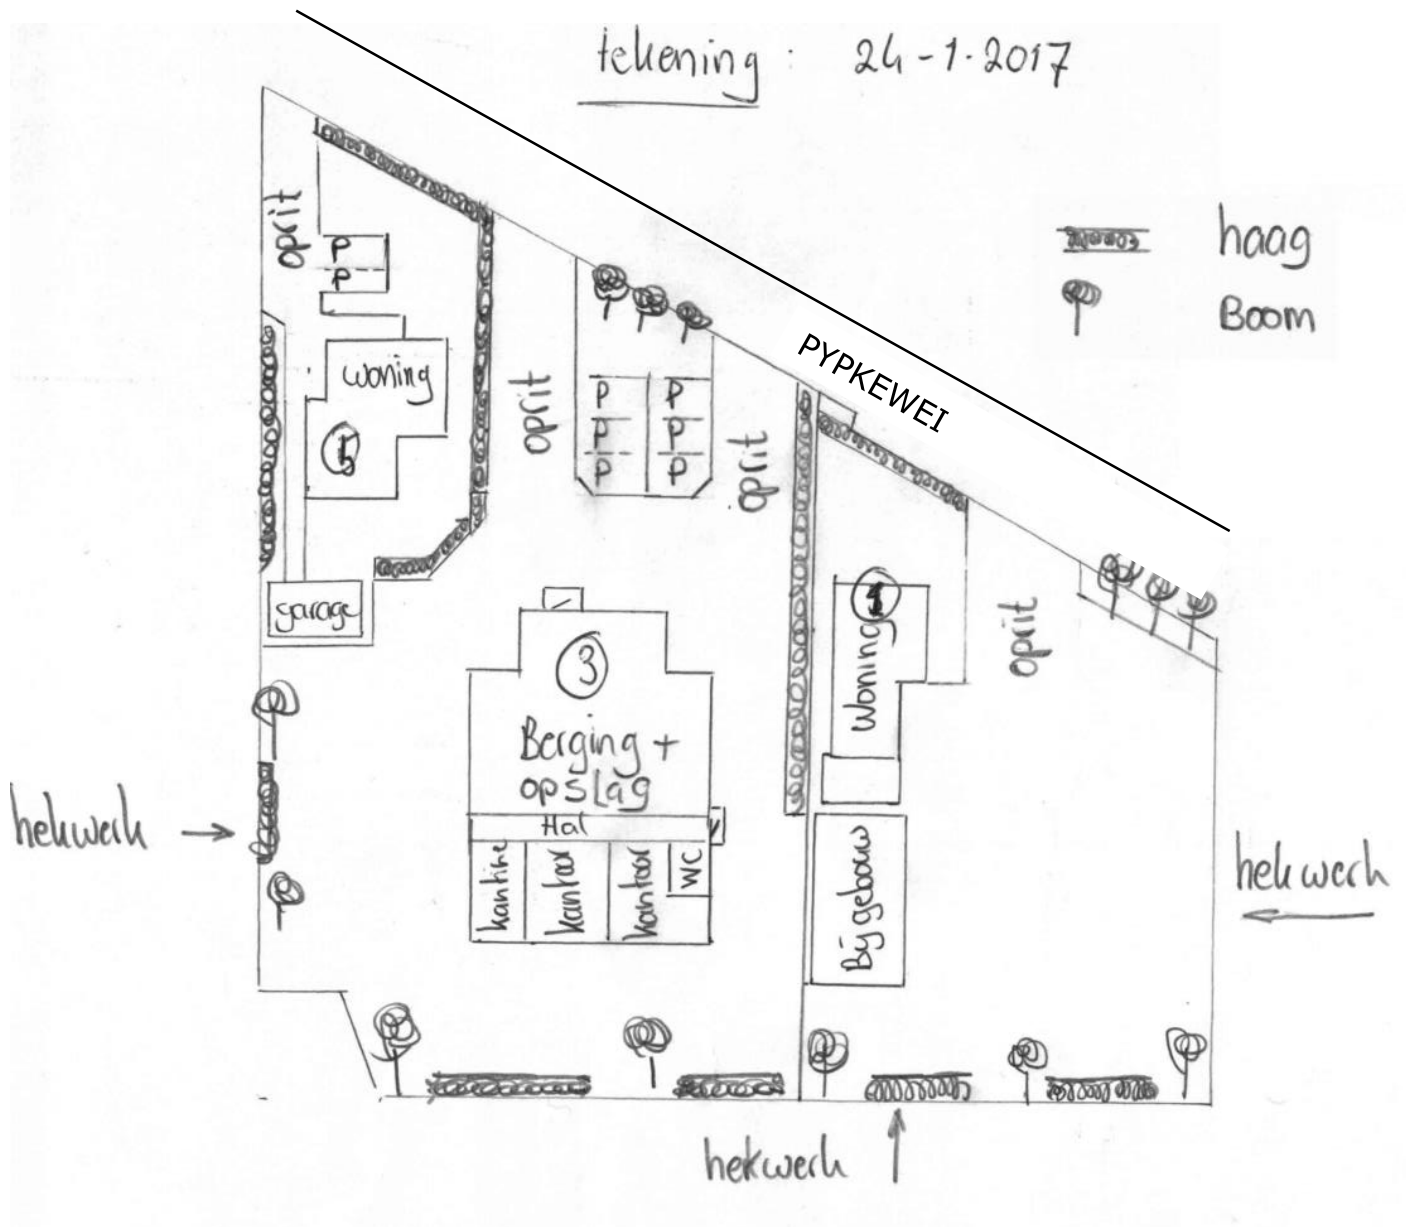 tekening : 24-1-2017
haag
Boom
PYPKEWEI
oprit
P
P
woning
5
garage
oprit
P P
P P
P P
oprit
1
Woning
oprit
3
Berging +
opslag
Hal
kantine
kantoor
kantoor
WC
Bijgebouw
hekwerk
hekwerk
hekwerk